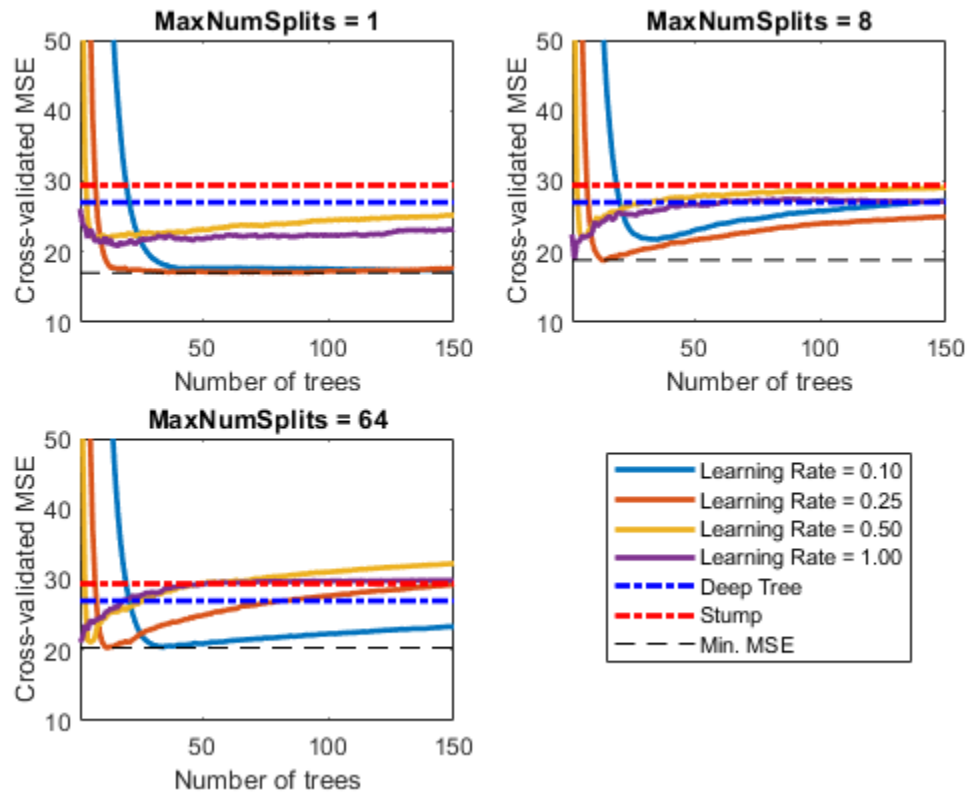 MaxNumSplits = 1
50
40
30
20
10
Cross-validated MSE
50
100
150
Number of trees
MaxNumSplits = 8
50
40
30
20
10
Cross-validated MSE
50
100
150
Number of trees
MaxNumSplits = 64
50
40
30
20
10
Cross-validated MSE
50
100
150
Number of trees
Learning Rate = 0.10
Learning Rate = 0.25
Learning Rate = 0.50
Learning Rate = 1.00
Deep Tree
Stump
Min. MSE